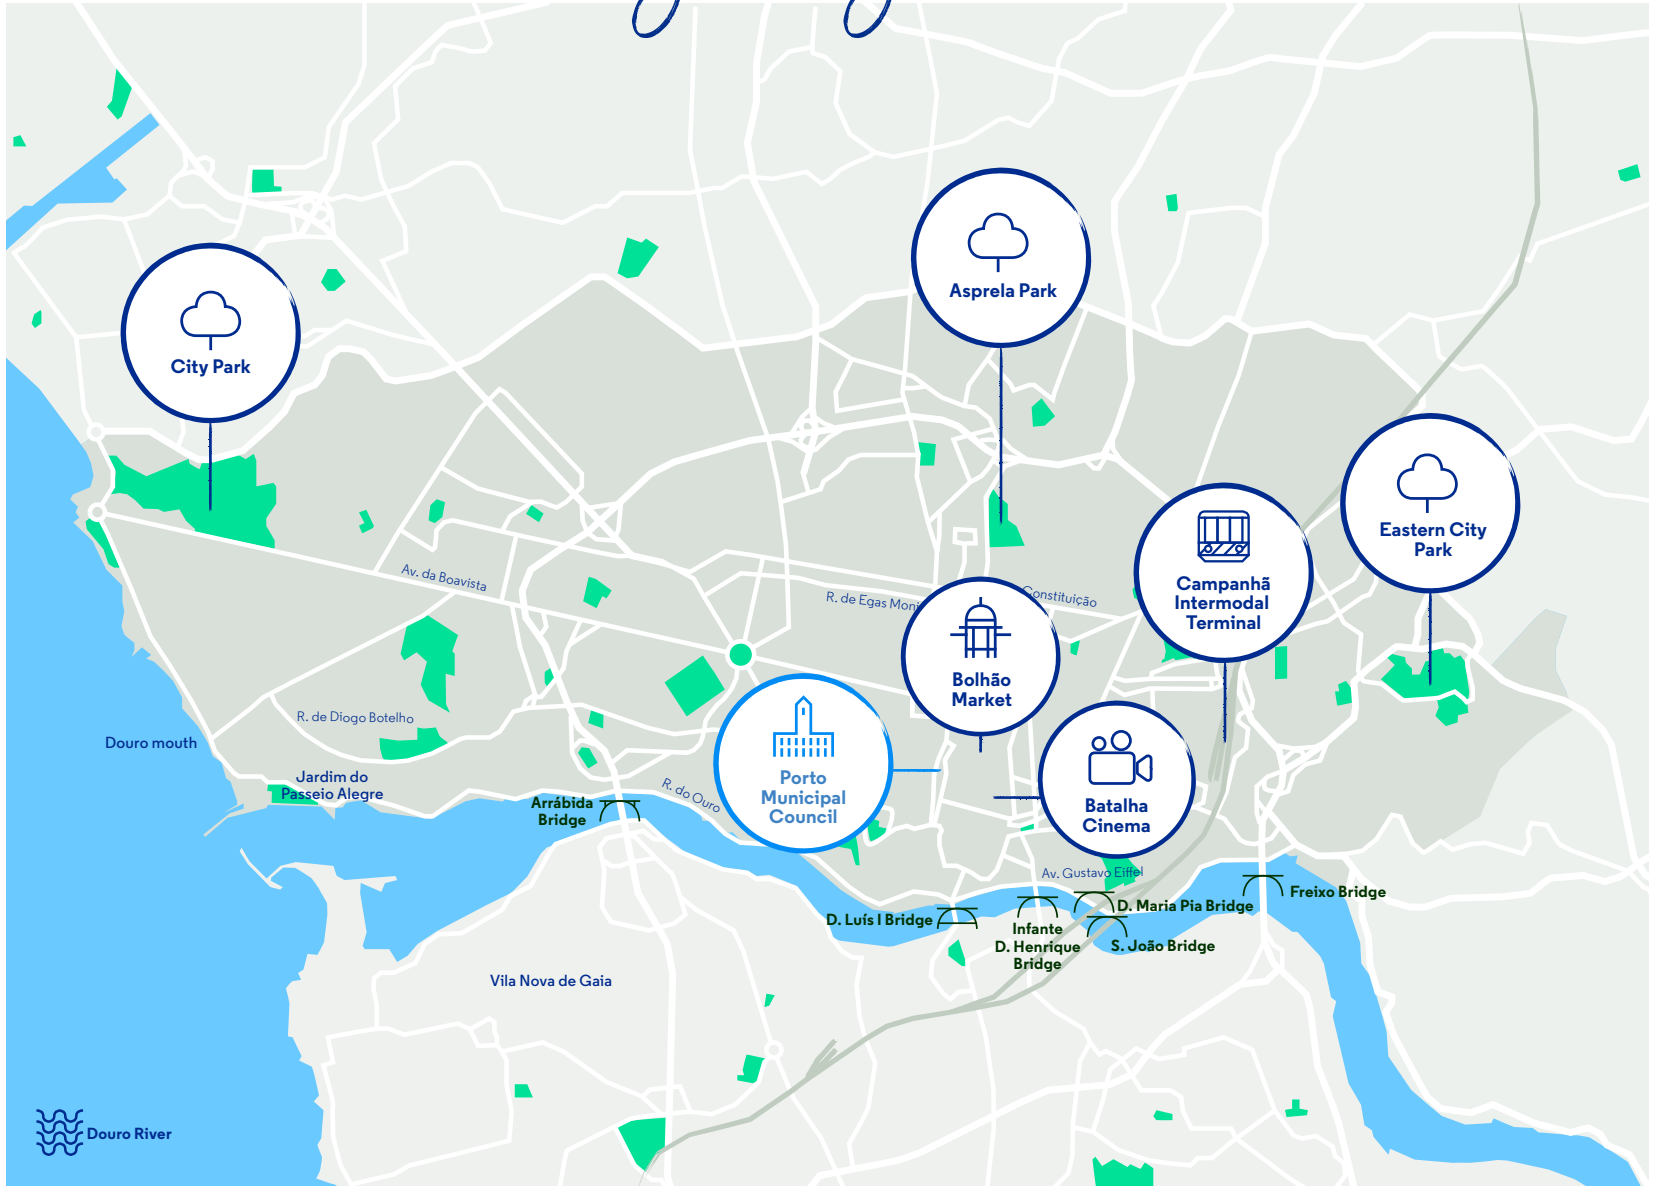 Asprela Park
City Park
Eastern City
Park
Campanhã
Intermodal
Terminal
Av. da Boavista
R. de Egas Moni
Constituição
Bolhão
Market
R. de Diogo Botelho
Douro mouth
Jardim do
Passeio Alegre
Arrábida
Bridge
R. do Ouro
Porto
Municipal
Council
Batalha
Cinema
Av. Gustavo Eiffel
D. Luís I Bridge
Infante
D. Henrique
Bridge
D. Maria Pia Bridge
S. João Bridge
Freixo Bridge
Vila Nova de Gaia
Douro River